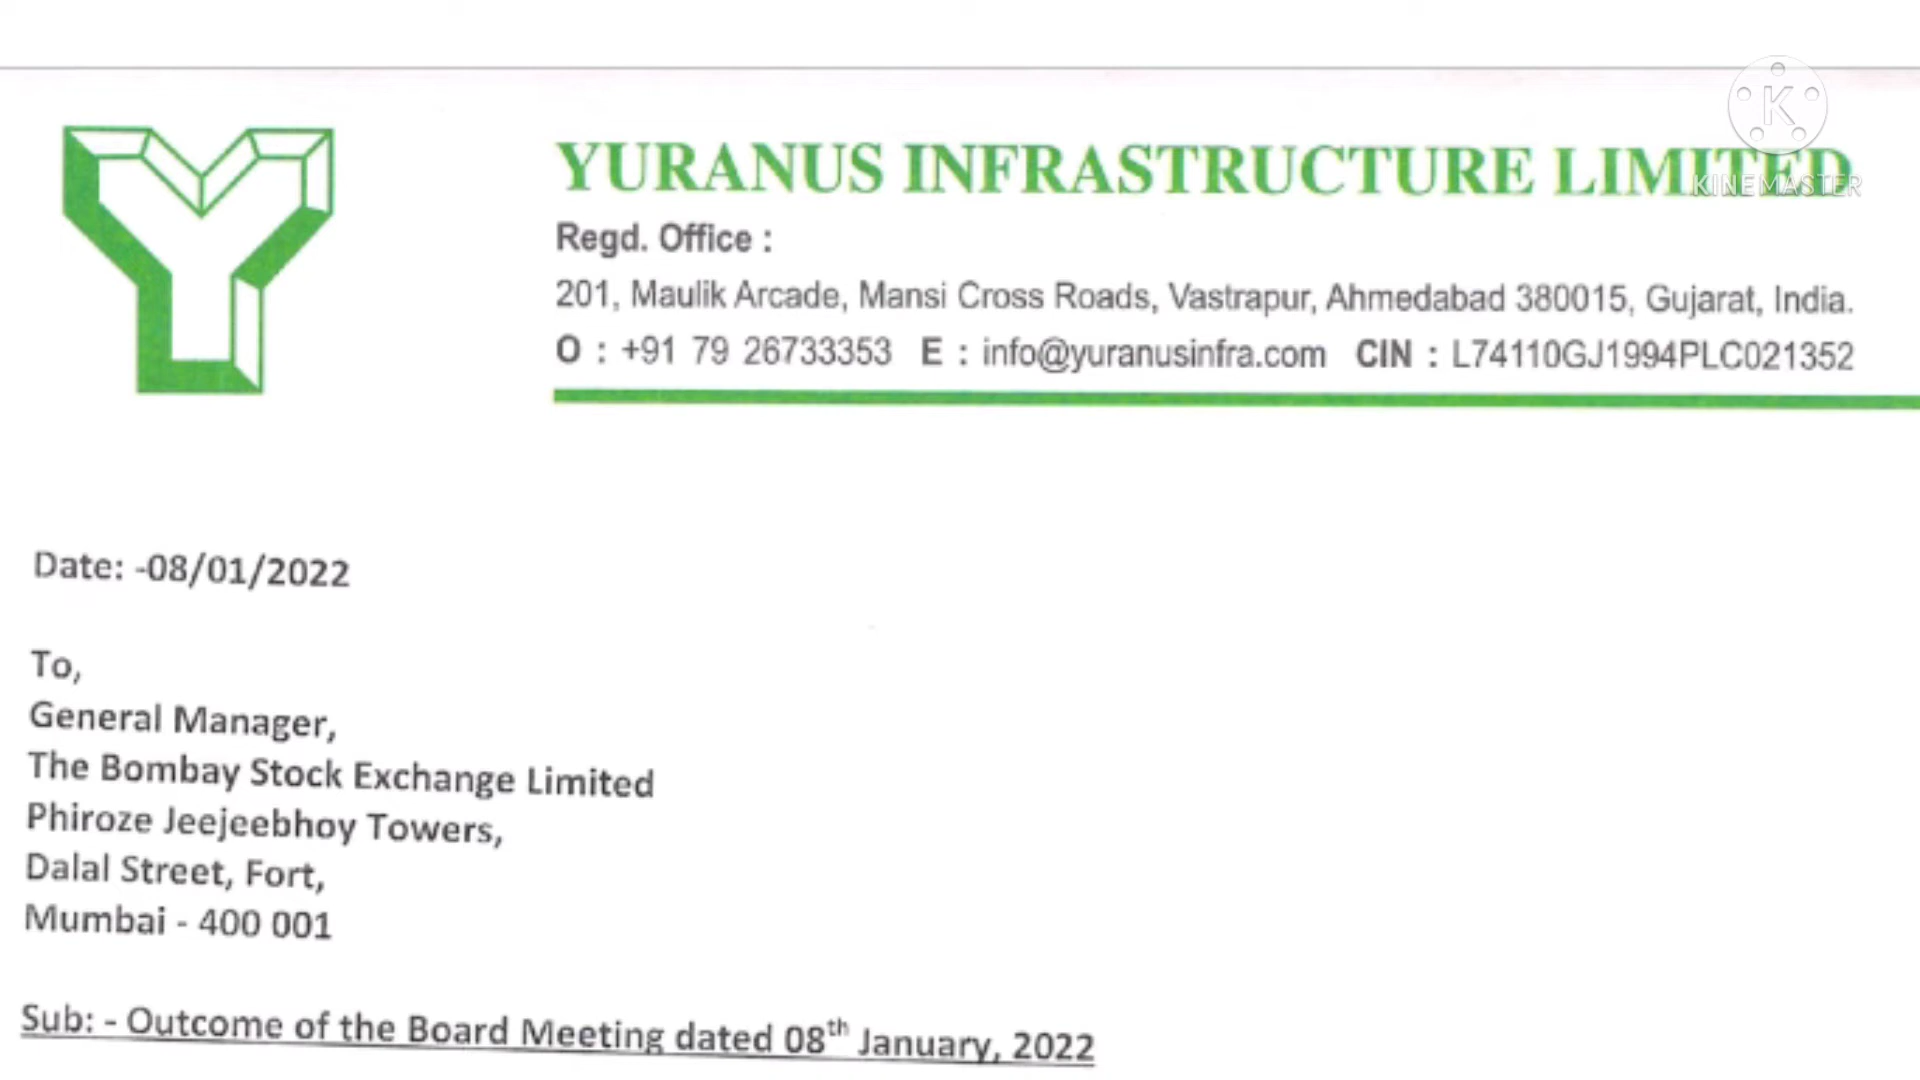 YURANUS INFRASTRUCTURE LIMITED
Regd. Office :
201, Maulik Arcade, Mansi Cross Roads, Vastrapur, Ahmedabad 380015, Gujarat, India.
O : +91 79 26733353 E : info@yuranusinfra.com CIN : L74110GJ1994PLC021352
K
KINEMASTER
Date: -08/01/2022
To,
General Manager,
The Bombay Stock Exchange Limited
Phiroze Jeejeebhoy Towers,
Dalal Street, Fort,
Mumbai - 400 001
Sub: - Outcome of the Board Meeting dated 08th January, 2022